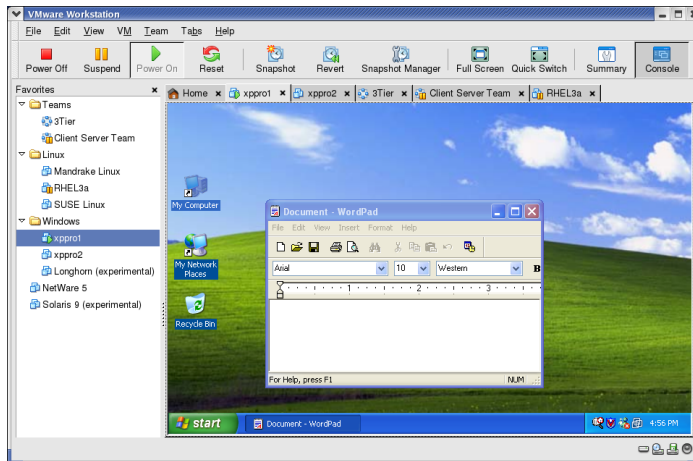 VMware Workstation
File Edit View VM Team Tabs Help
Power Off Suspend Power On Reset Snapshot Revert Snapshot Manager Full Screen Quick Switch Summary Console
Favorites
Home xppro1 xppro2 3Tier Client Server Team RHEL3a
Teams
3Tier
Client Server Team
Linux
Mandrake Linux
RHEL3a
SUSE Linux
Windows
xppro1
xppro2
Longhorn (experimental)
NetWare 5
Solaris 9 (experimental)
My Computer
My Network
Places
Recycle Bin
Document - WordPad
File Edit View Insert Format Help
Arial 10 Western B
1 2 3
For Help, press F1 NUM
start Document - WordPad 4:56 PM